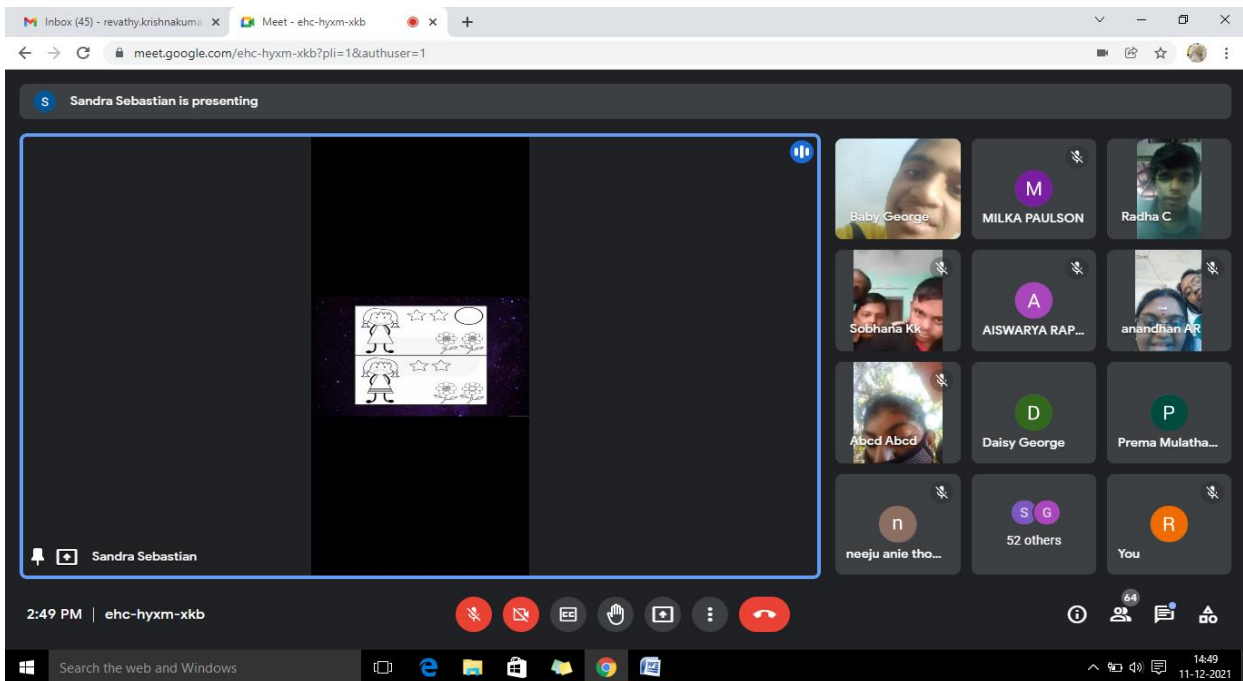 Inbox (45) - revathy.krishnakuma
Meet - ehc-hyxm-xkb
meet.google.com/ehc-hyxm-xkb?pli=1&authuser=1
S Sandra Sebastian is presenting
Baby George
M
MILKA PAULSON
Radha C
Sobhana Kk
A
AISWARYA RAP...
anandhan AR
Abcd Abcd
D
Daisy George
P
Prema Mulatha...
n
neeju anie tho...
S G
52 others
R
You
Sandra Sebastian
2:49 PM | ehc-hyxm-xkb
CC
64
Search the web and Windows
14:49
11-12-2021